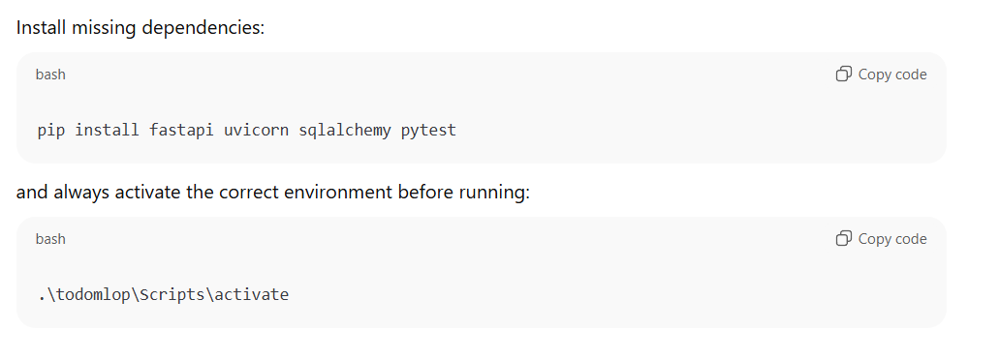 Install missing dependencies:
bash
Copy code
pip install fastapi uvicorn sqlalchemy pytest
and always activate the correct environment before running:
bash
Copy code
.\todomlop\Scripts\activate